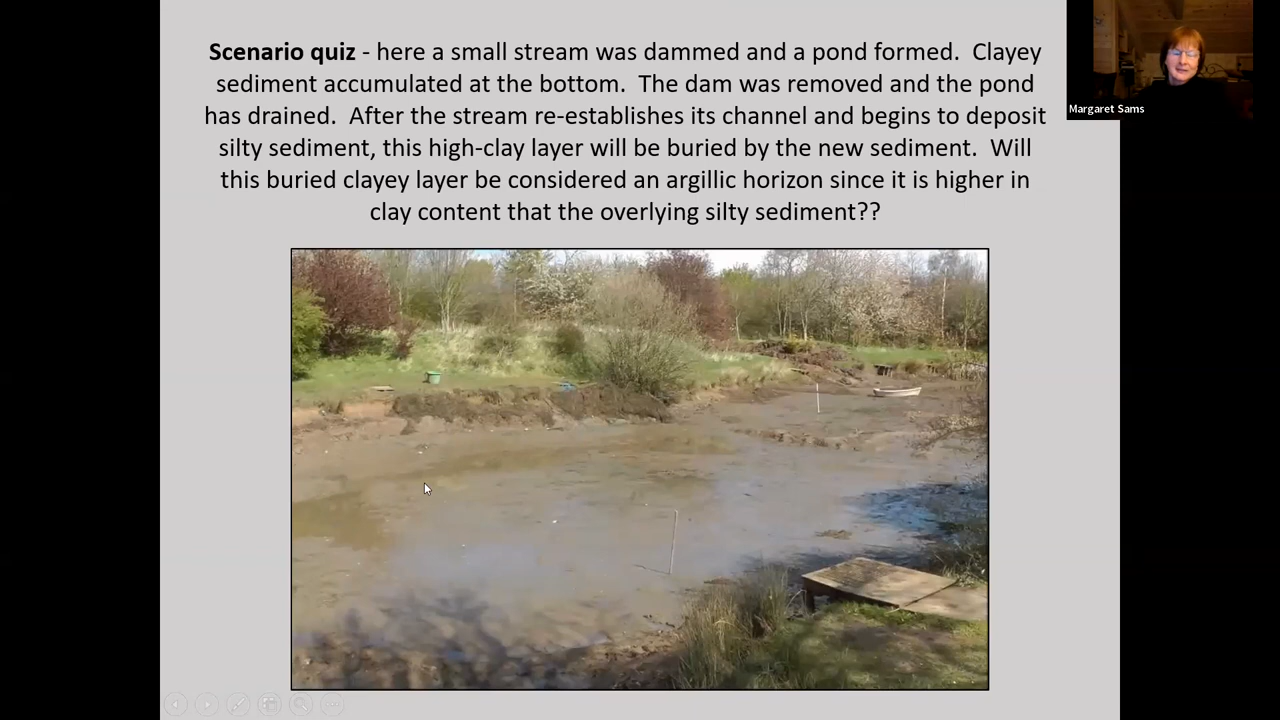 Scenario quiz - here a small stream was dammed and a pond formed.  Clayey
sediment accumulated at the bottom.  The dam was removed and the pond
has drained.  After the stream re-establishes its channel and begins to deposit
silty sediment, this high-clay layer will be buried by the new sediment.  Will
this buried clayey layer be considered an argillic horizon since it is higher in
clay content that the overlying silty sediment??
Margaret Sams